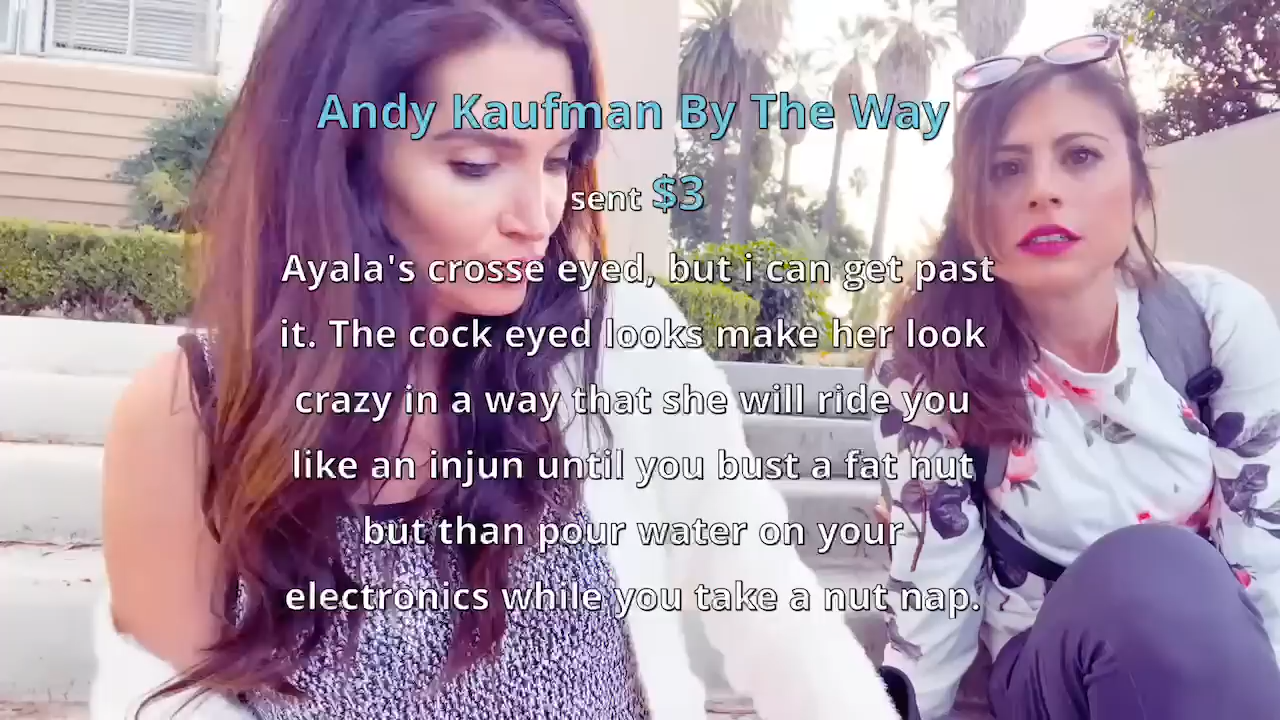 Andy Kaufman By The Way
sent $3
Ayala's crosse eyed, but i can get past
it. The cock eyed looks make her look
crazy in a way that she will ride you
like an injun until you bust a fat nut
but than pour water on your
electronics while you take a nut nap.